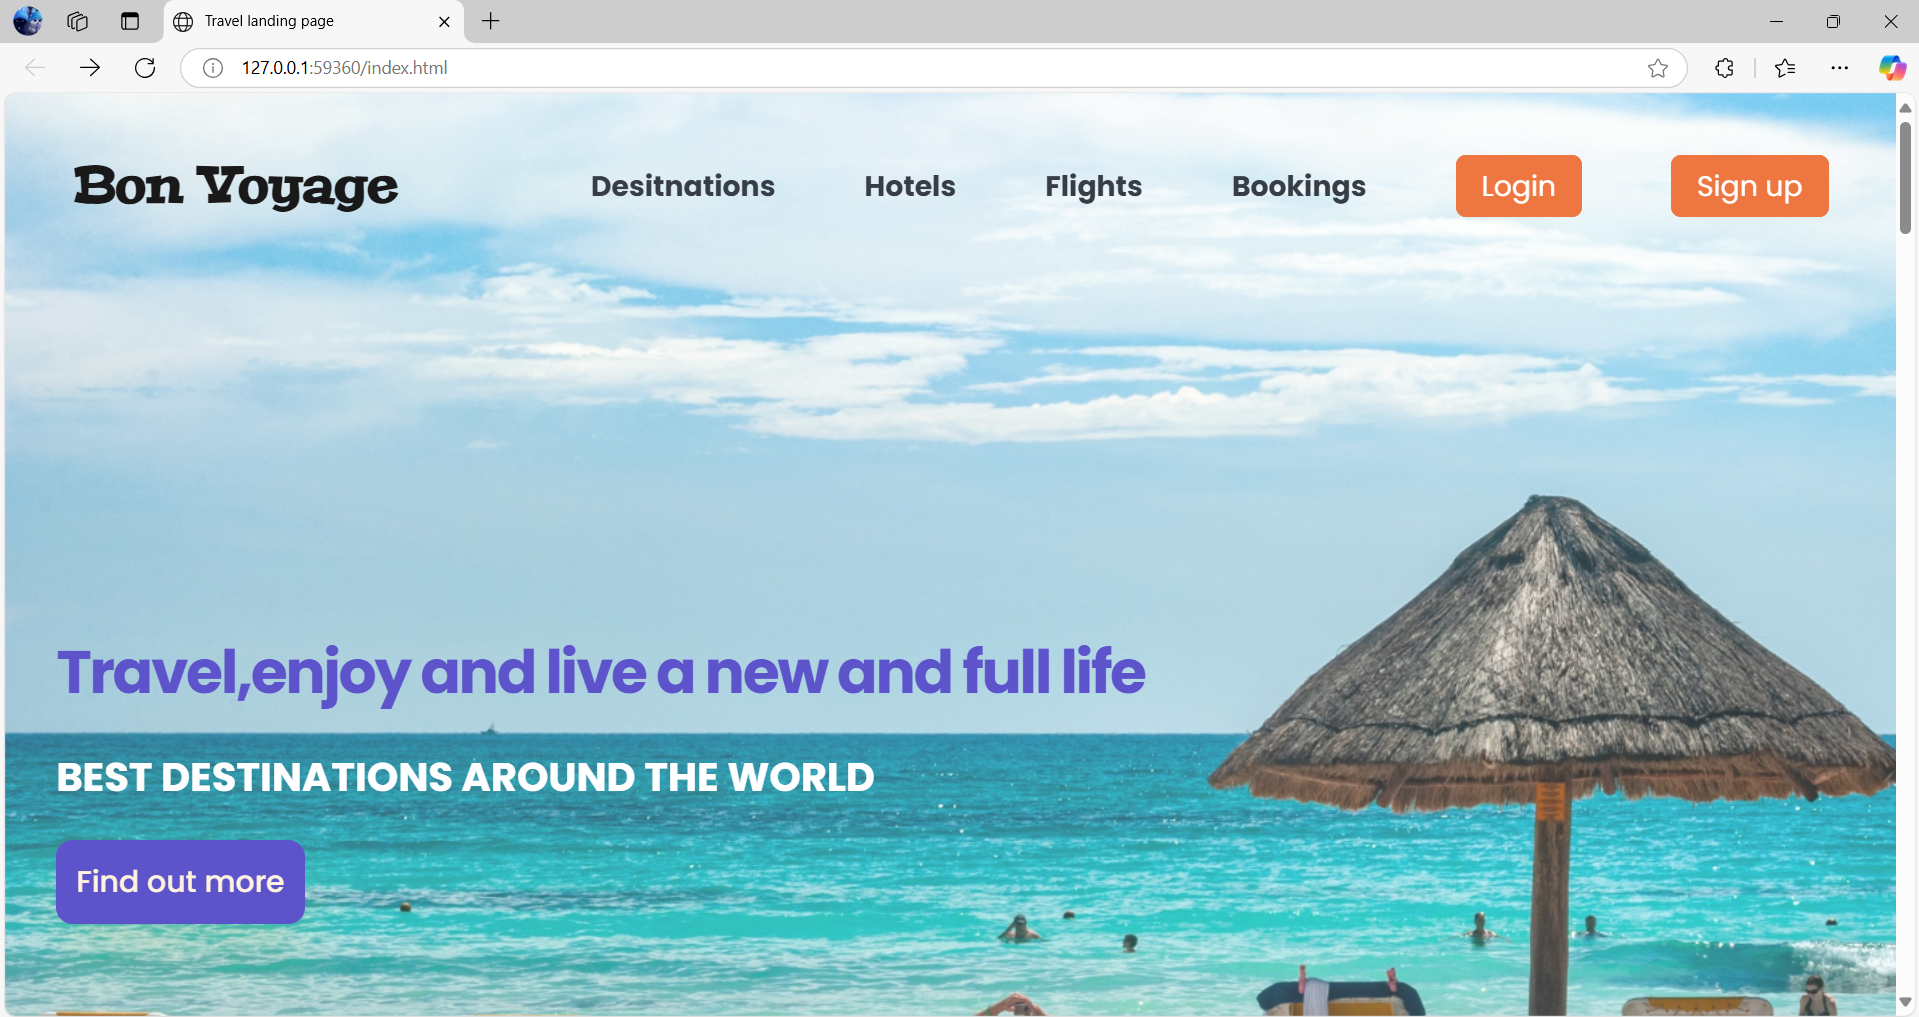 Travel landing page
127.0.0.1:59360/index.html
Bon Voyage
Desitnations
Hotels
Flights
Bookings
Login
Sign up
Travel,enjoy and live a new and full life
BEST DESTINATIONS AROUND THE WORLD
Find out more